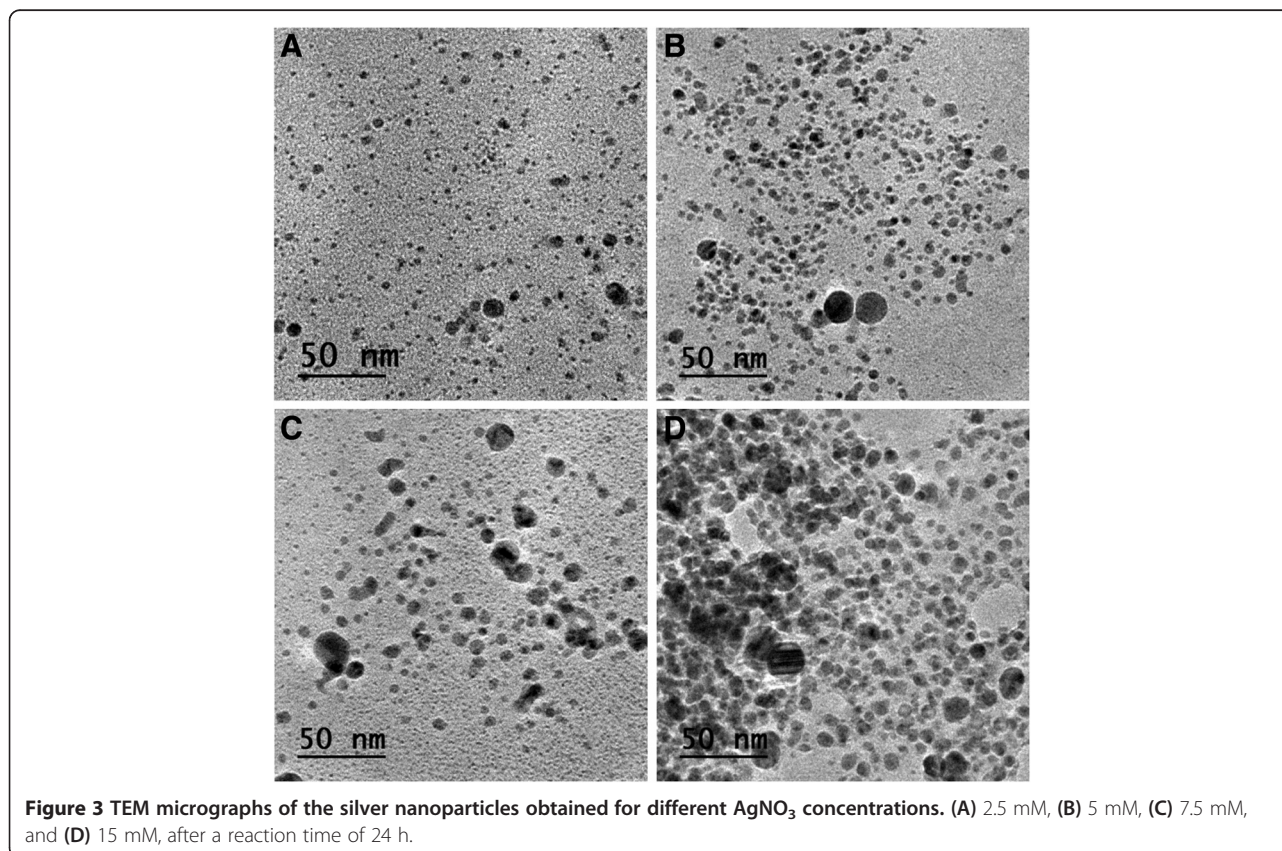 A
B
50 nm
50 nm
C
D
50 nm
50 nm
Figure 3 TEM micrographs of the silver nanoparticles obtained for different AgNO₃ concentrations. (A) 2.5 mM, (B) 5 mM, (C) 7.5 mM,
and (D) 15 mM, after a reaction time of 24 h.